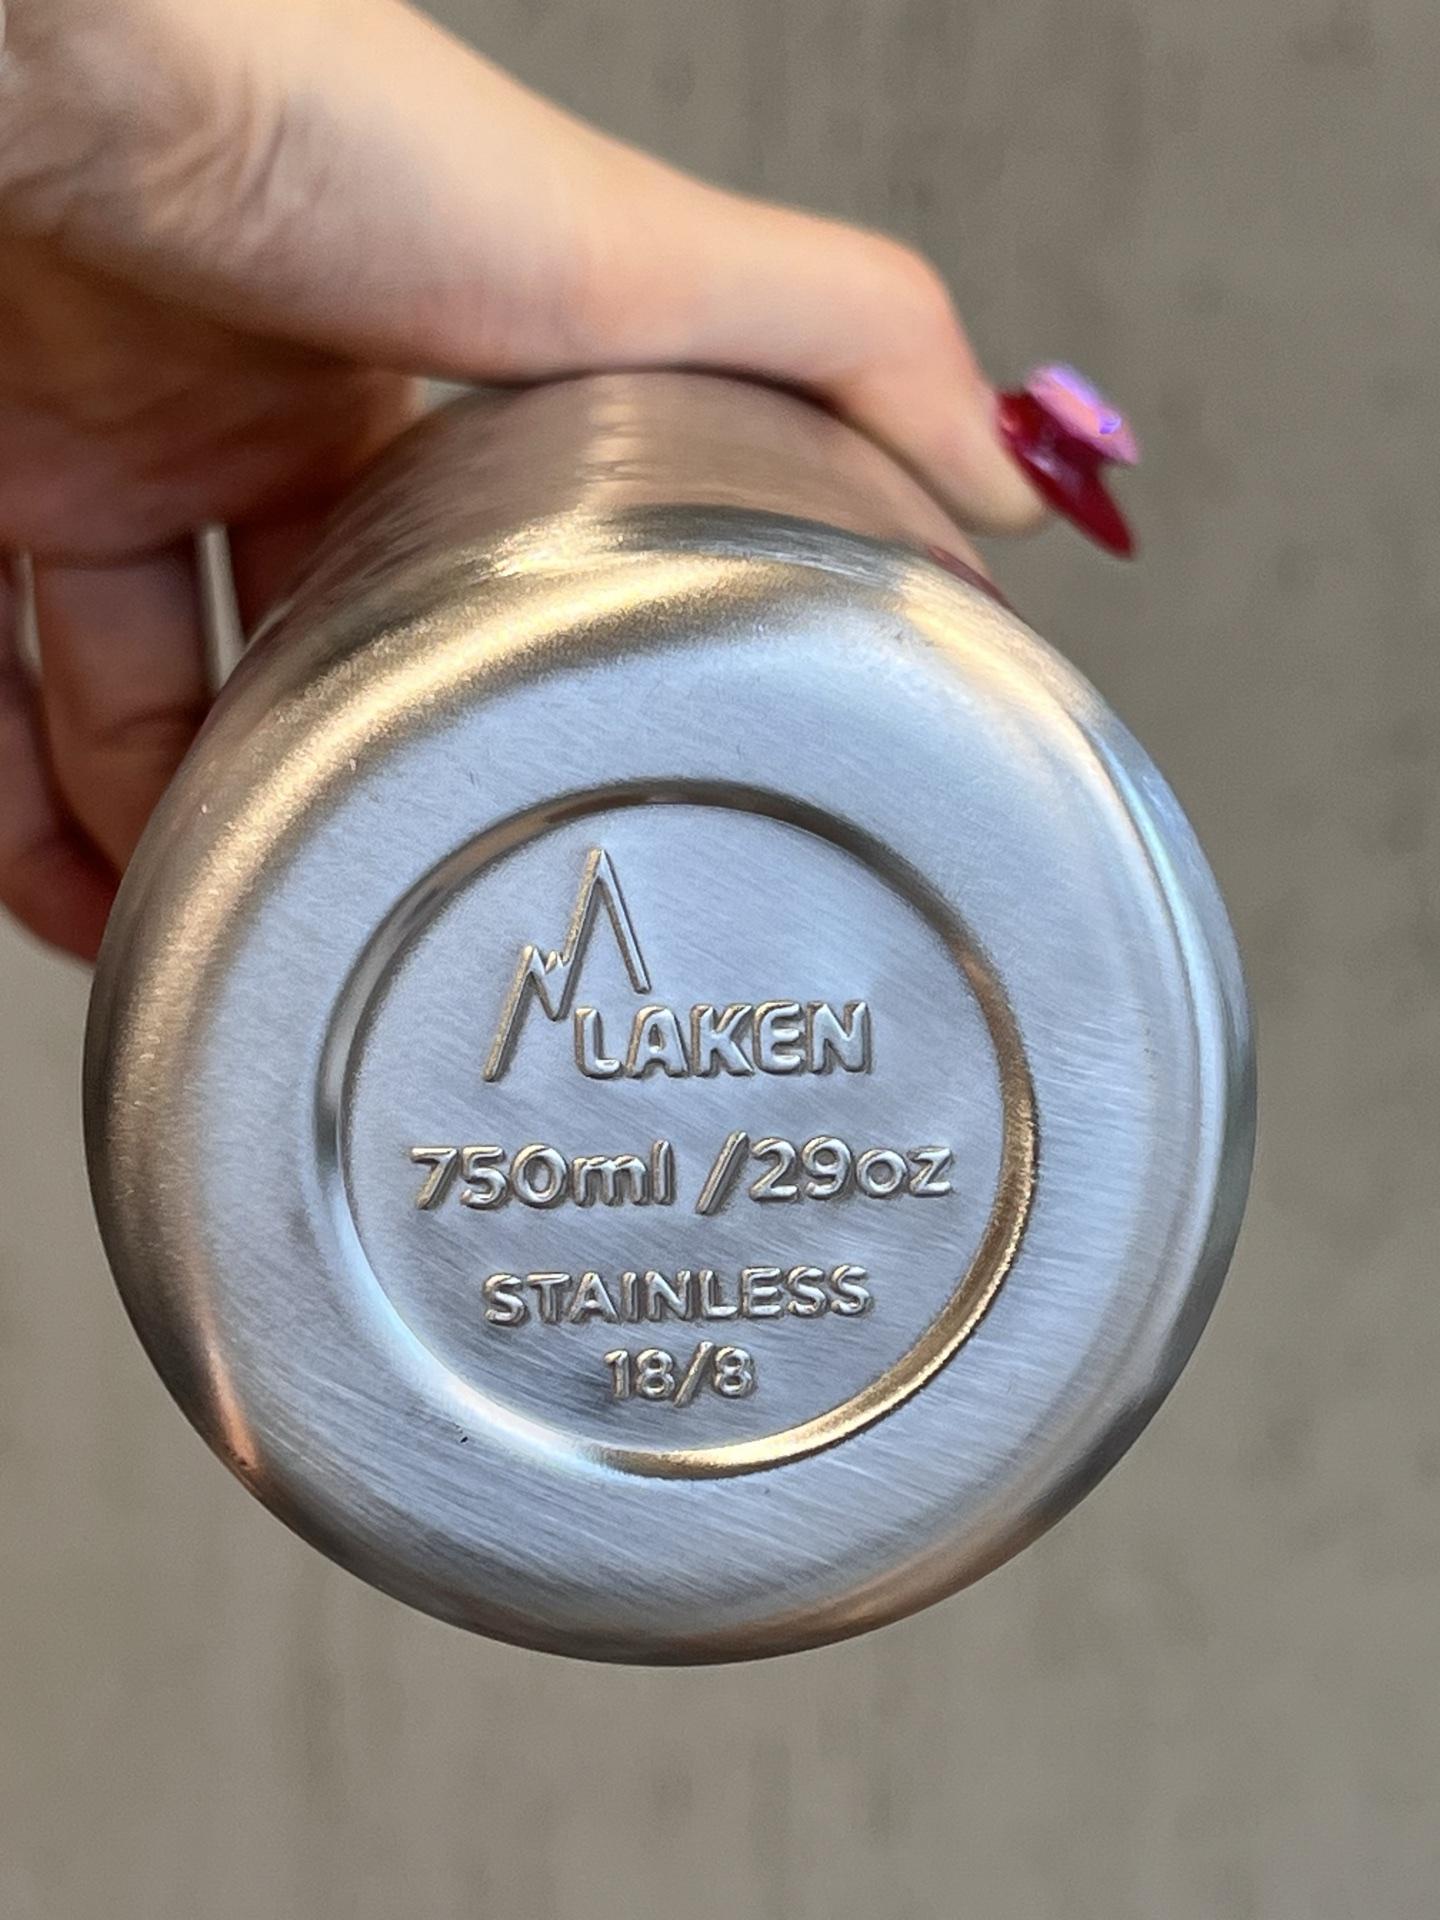 LAKEN
750ml /29oz
STAINLESS
18/8